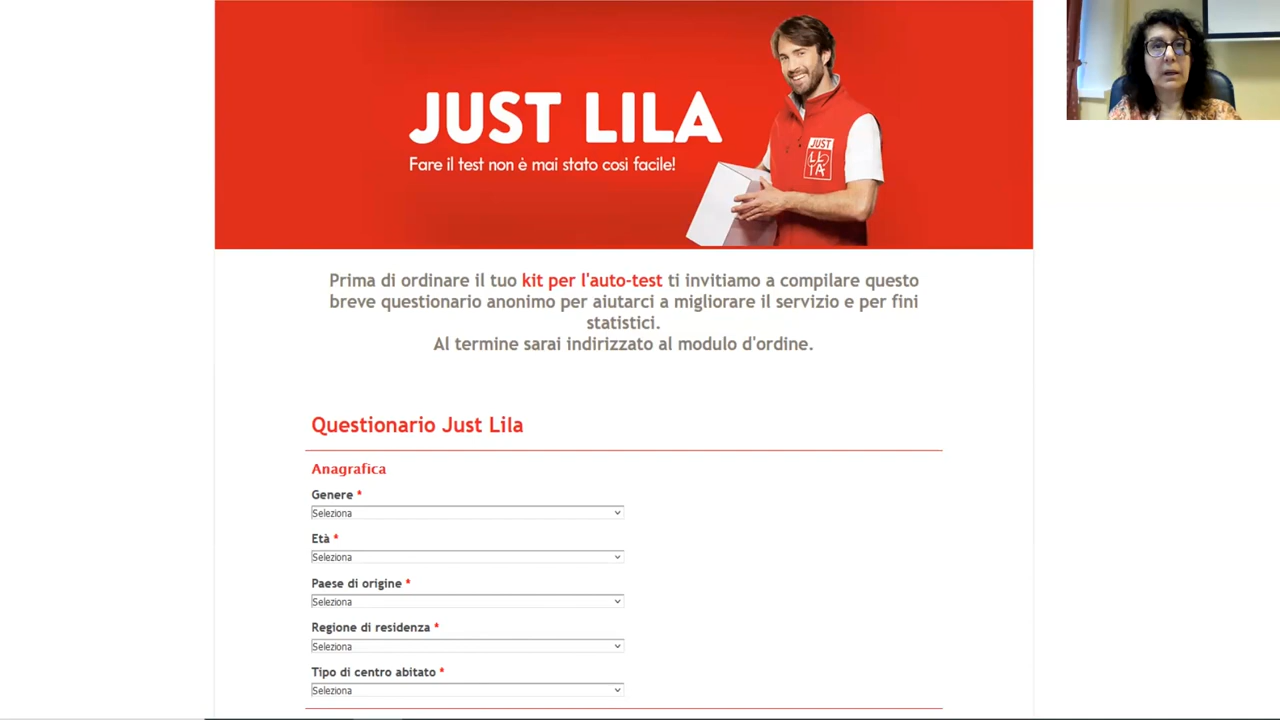 JUST LILA
Fare il test non è mai stato così facile!
JUST
LILA
Prima di ordinare il tuo kit per l'auto-test ti invitiamo a compilare questo
breve questionario anonimo per aiutarci a migliorare il servizio e per fini
statistici.
Al termine sarai indirizzato al modulo d'ordine.
Questionario Just Lila
Anagrafica
Genere *
Seleziona
Età *
Seleziona
Paese di origine *
Seleziona
Regione di residenza *
Seleziona
Tipo di centro abitato *
Seleziona